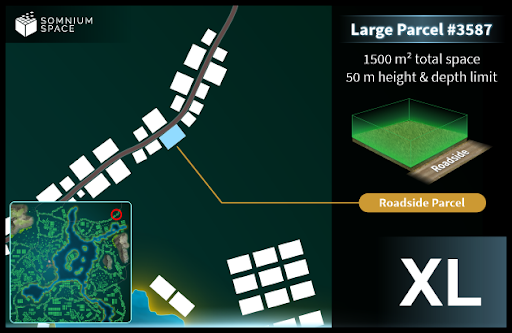 SOMNIUM
SPACE
Large Parcel #3587
1500 m² total space
50 m height & depth limit
Roadside
Roadside Parcel
XL